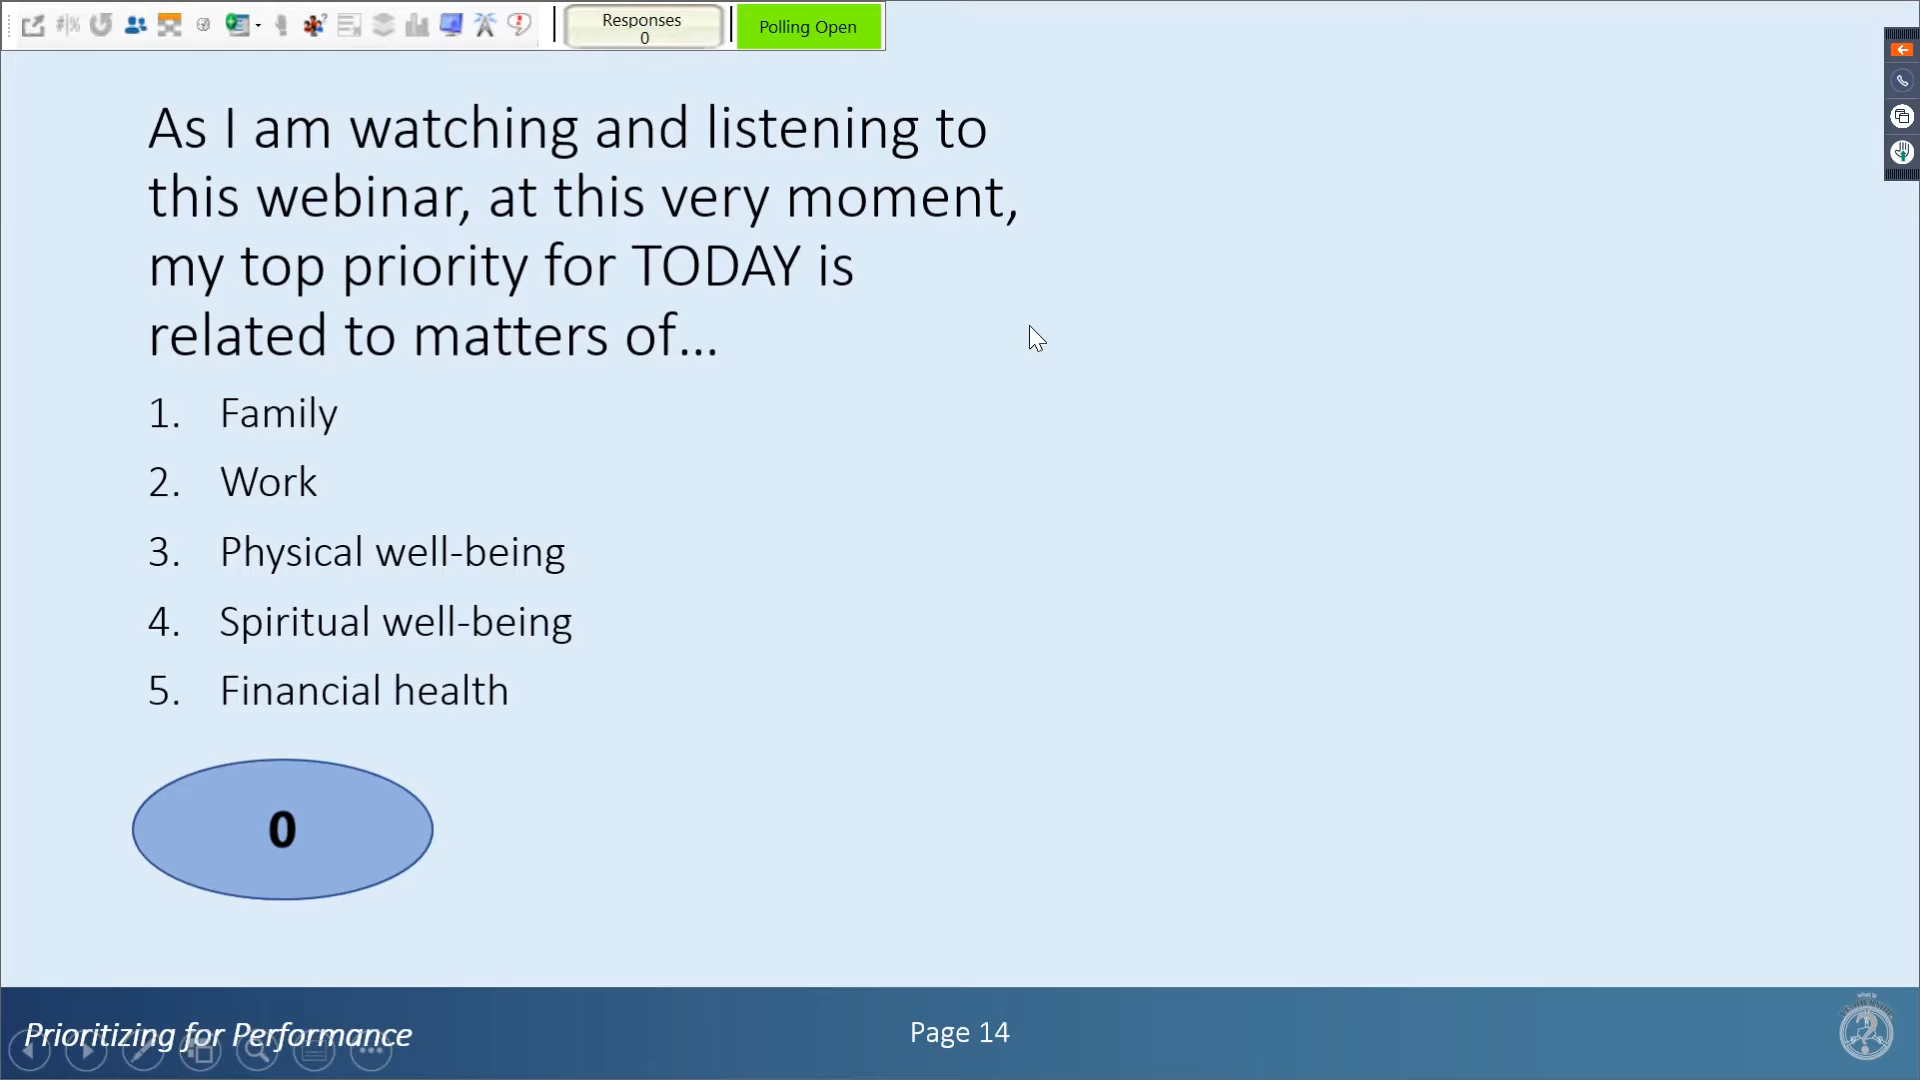 Responses
0
Polling Open
As I am watching and listening to
this webinar, at this very moment,
my top priority for TODAY is
related to matters of...
1. Family
2. Work
3. Physical well-being
4. Spiritual well-being
5. Financial health
0
Prioritizing for Performance
Page 14